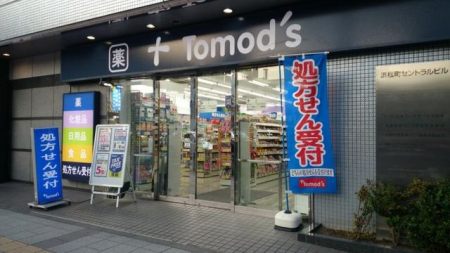 薬 Tomod's
浜松町セントラルビル
薬
化粧品
日用品
食品
処方せん受付
処方せん受付
処方せん受付
Tomod's